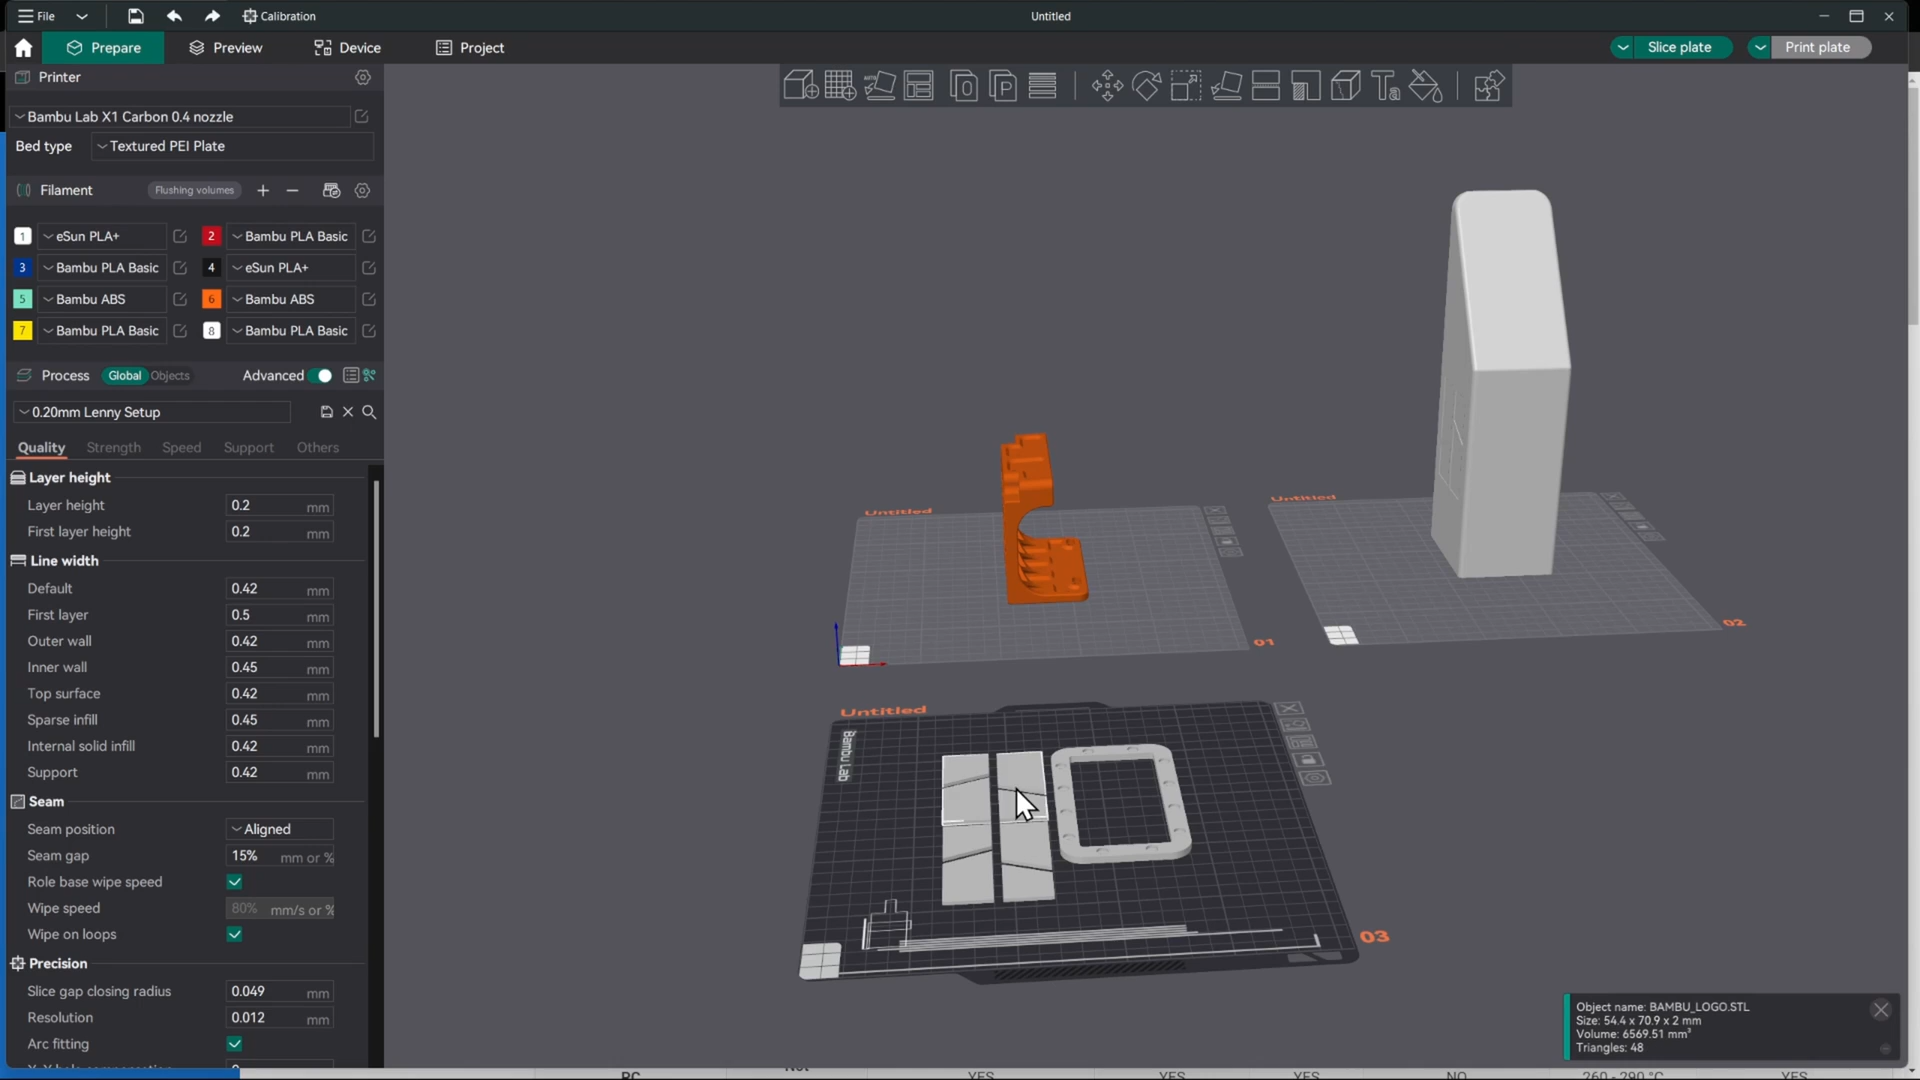 File
Calibration
Untitled
Prepare
Preview
Device
Project
Slice plate
Print plate
Printer
Bambu Lab X1 Carbon 0.4 nozzle
Bed type
Textured PEI Plate
Filament
Flushing volumes
1 eSun PLA+
2 Bambu PLA Basic
3 Bambu PLA Basic
4 eSun PLA+
5 Bambu ABS
6 Bambu ABS
7 Bambu PLA Basic
8 Bambu PLA Basic
Process
Global
Objects
Advanced
0.20mm Lenny Setup
Quality
Strength
Speed
Support
Others
Layer height
Layer height 0.2 mm
First layer height 0.2 mm
Line width
Default 0.42 mm
First layer 0.5 mm
Outer wall 0.42 mm
Inner wall 0.45 mm
Top surface 0.42 mm
Sparse infill 0.45 mm
Internal solid infill 0.42 mm
Support 0.42 mm
Seam
Seam position Aligned
Seam gap 15% mm or %
Role base wipe speed
Wipe speed 80% mm/s or %
Wipe on loops
Precision
Slice gap closing radius 0.049 mm
Resolution 0.012 mm
Arc fitting
Untitled
01
Untitled
02
Untitled
Bambu Lab
03
Object name: BAMBU_LOGO.STL
Size: 54.4 x 70.9 x 2 mm
Volume: 6569.51 mm³
Triangles: 48
PC
YES
YES
YES
NO
260 - 290 °C
YES